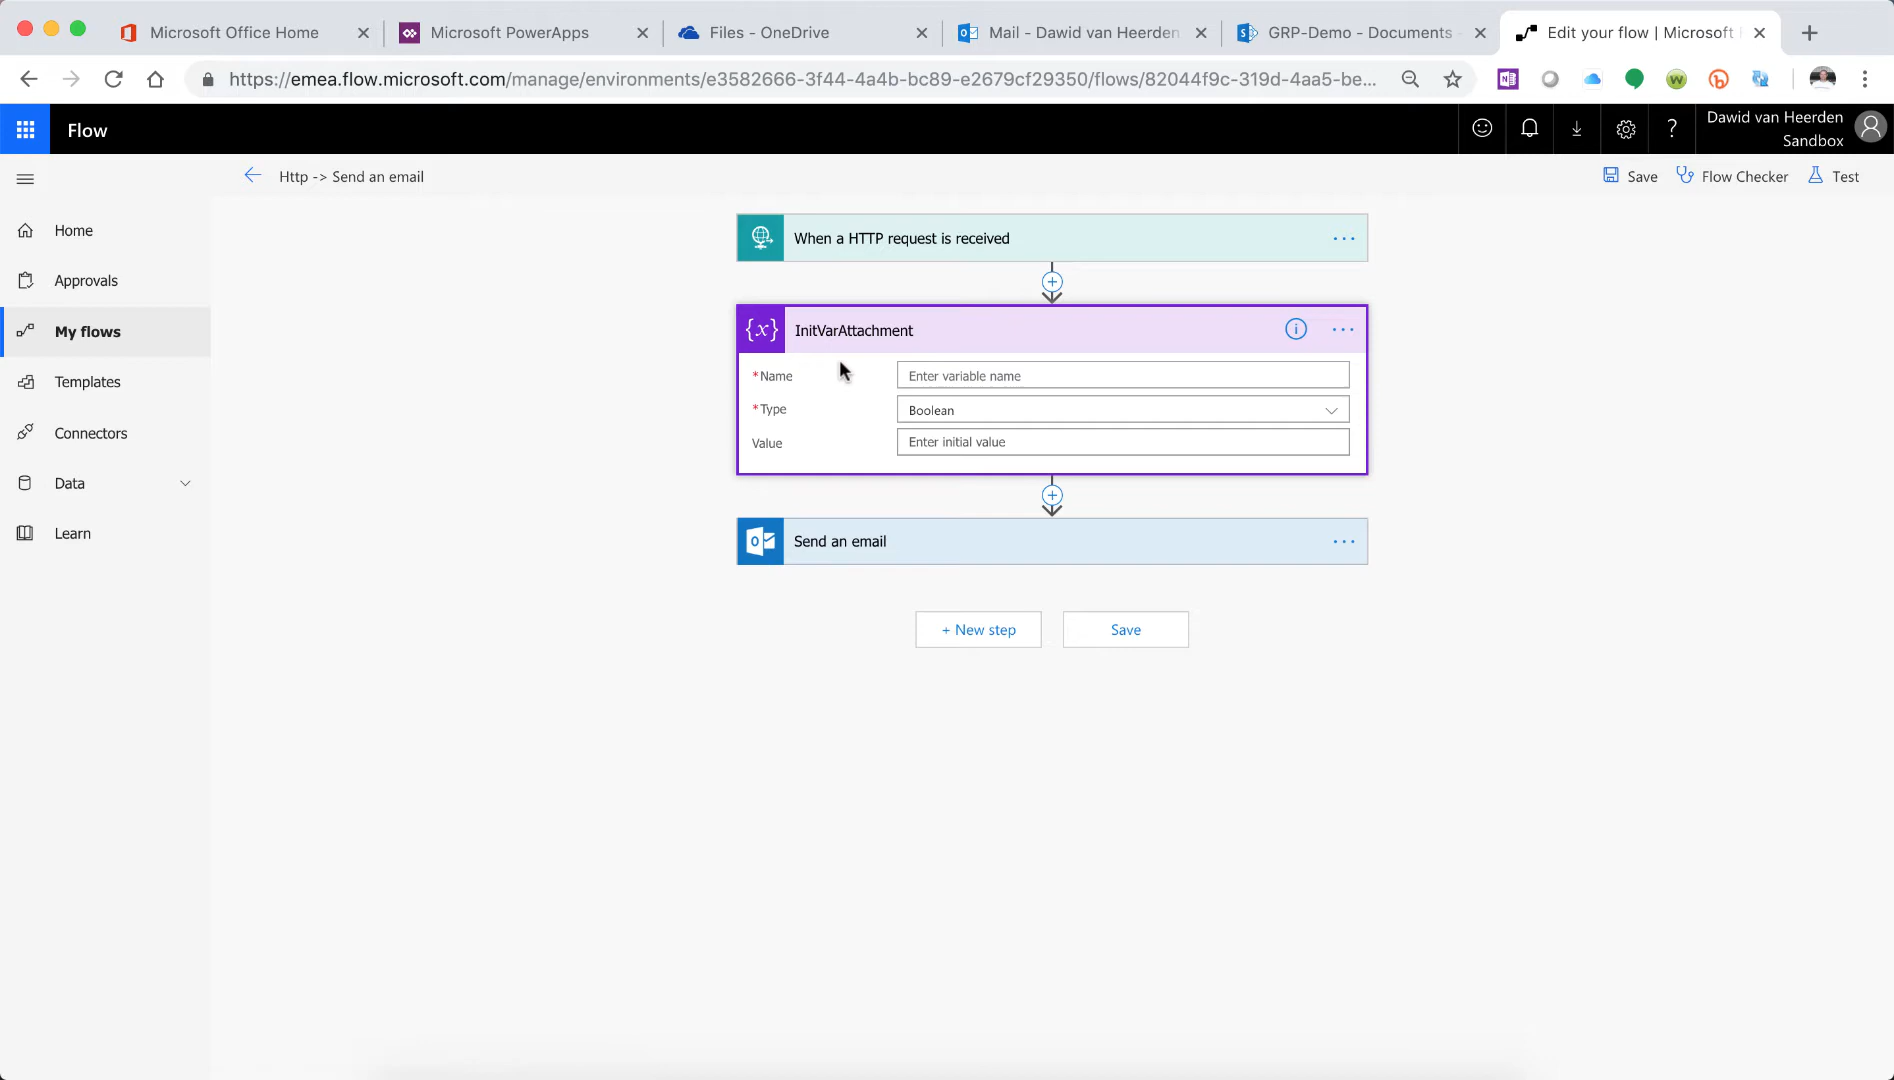 Microsoft Office Home
Microsoft PowerApps
Files - OneDrive
Mail - Dawid van Heerden
GRP-Demo - Documents -
Edit your flow | Microsoft
https://emea.flow.microsoft.com/manage/environments/e3582666-3f44-4a4b-bc89-e2679cf29350/flows/82044f9c-319d-4aa5-be...
Flow
Dawid van Heerden
Sandbox
Http -> Send an email
Save
Flow Checker
Test
Home
Approvals
My flows
Templates
Connectors
Data
Learn
When a HTTP request is received
InitVarAttachment
*Name
Enter variable name
*Type
Boolean
Value
Enter initial value
Send an email
+ New step
Save